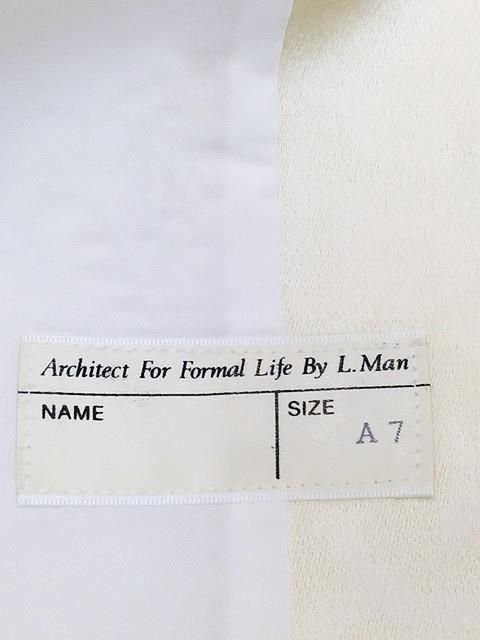 Architect For Formal Life By L.Man
NAME
SIZE
A 7